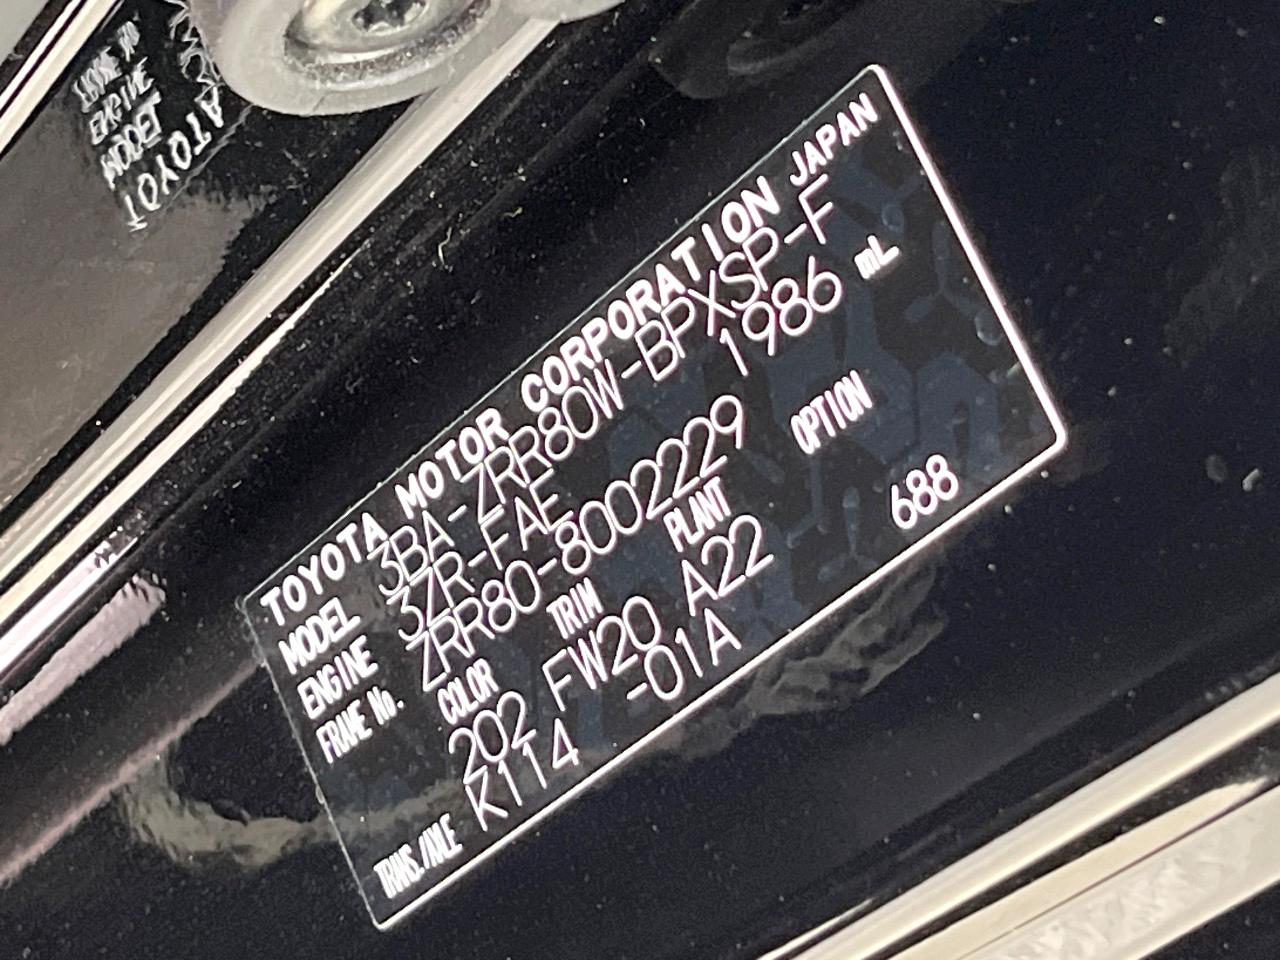 TOYOTA MOTOR CORPORATION JAPAN
MODEL 3BA-ZRR80W-BPXSP-F
ENGINE 3ZR-FAE 1986 mL
FRAME No. ZRR80-8002229
COLOR TRIM PLANT OPTION
202 FW20 A22 688
TRANS./AXLE K114 -01A